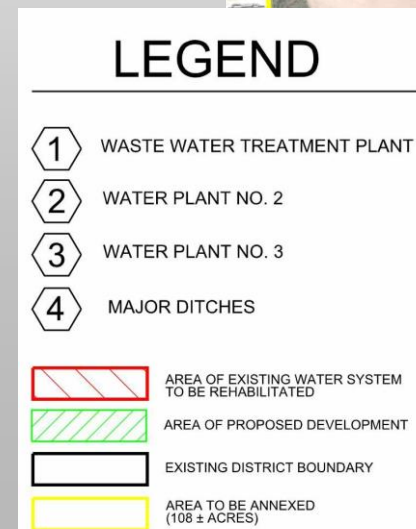 LEGEND
1 WASTE WATER TREATMENT PLANT
2 WATER PLANT NO. 2
3 WATER PLANT NO. 3
4 MAJOR DITCHES
AREA OF EXISTING WATER SYSTEM
TO BE REHABILITATED
AREA OF PROPOSED DEVELOPMENT
EXISTING DISTRICT BOUNDARY
AREA TO BE ANNEXED
(108 ± ACRES)